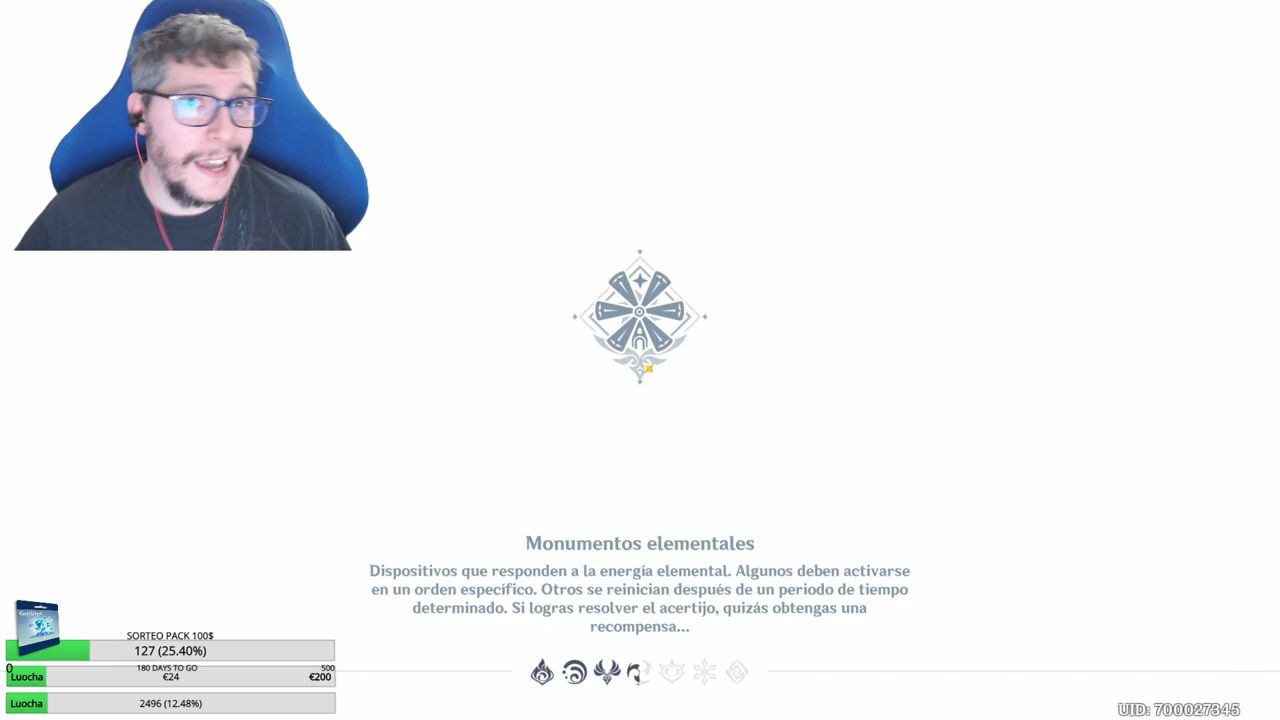 Monumentos elementales
Dispositivos que responden a la energía elemental. Algunos deben activarse
en un orden específico. Otros se reinician después de un periodo de tiempo
determinado. Si logras resolver el acertijo, quizás obtengas una
recompensa...
SORTEO PACK 100$
127 (25.40%)
0
180 DAYS TO GO
500
Luocha
€24
€200
Luocha
2496 (12.48%)
UID: 700027345